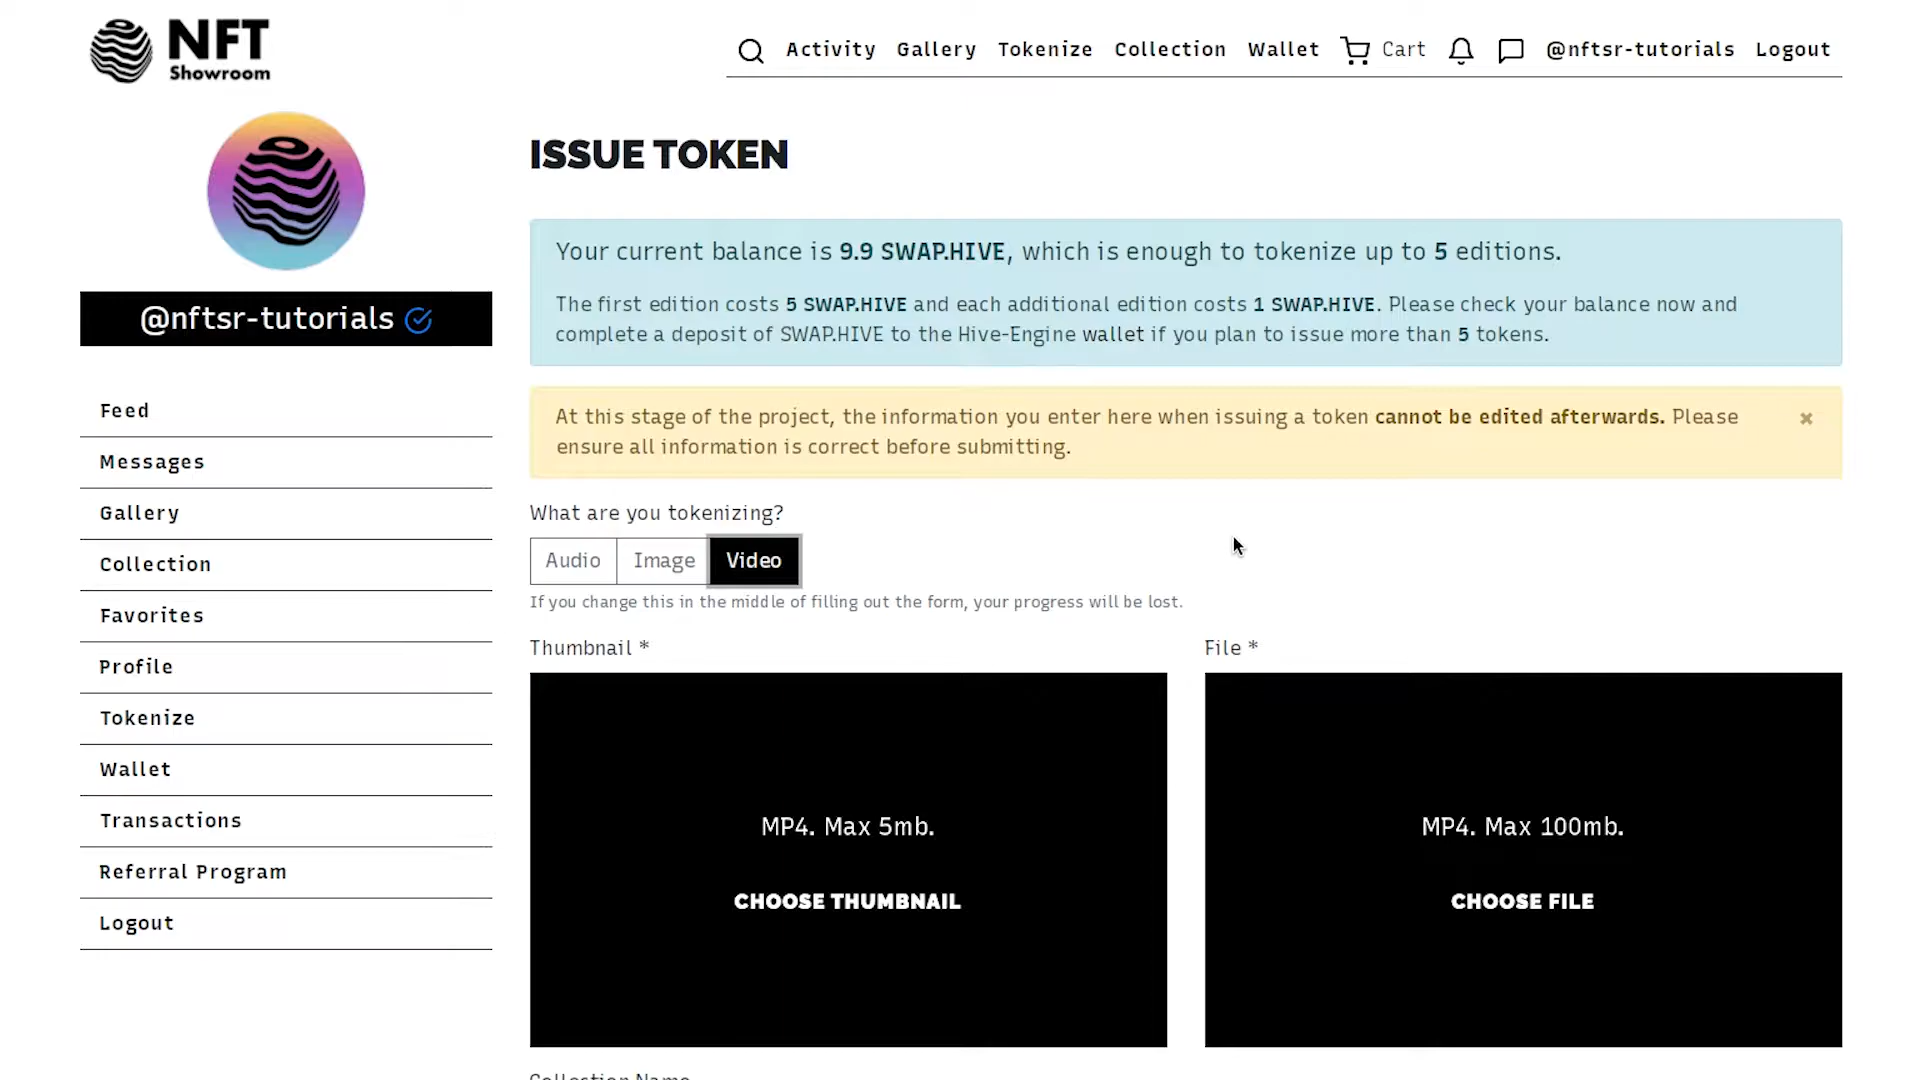 NFT
Showroom
Activity
Gallery
Tokenize
Collection
Wallet
Cart
@nftsr-tutorials
Logout
@nftsr-tutorials
Feed
Messages
Gallery
Collection
Favorites
Profile
Tokenize
Wallet
Transactions
Referral Program
Logout
ISSUE TOKEN
Your current balance is 9.9 SWAP.HIVE, which is enough to tokenize up to 5 editions.
The first edition costs 5 SWAP.HIVE and each additional edition costs 1 SWAP.HIVE. Please check your balance now and
complete a deposit of SWAP.HIVE to the Hive-Engine wallet if you plan to issue more than 5 tokens.
At this stage of the project, the information you enter here when issuing a token cannot be edited afterwards. Please
ensure all information is correct before submitting.
What are you tokenizing?
Audio
Image
Video
If you change this in the middle of filling out the form, your progress will be lost.
Thumbnail *
MP4. Max 5mb.
CHOOSE THUMBNAIL
File *
MP4. Max 100mb.
CHOOSE FILE
Collection Name